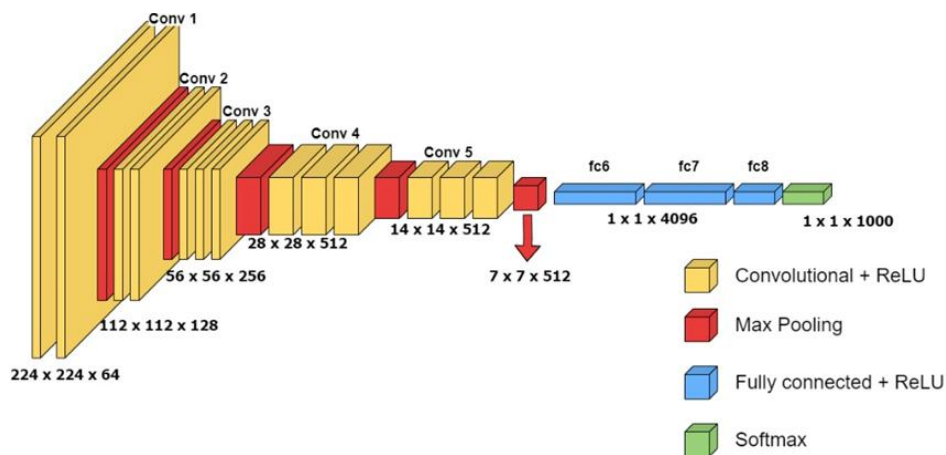 Conv 1
Conv 2
Conv 3
Conv 4
Conv 5
fc6
fc7
fc8
224 x 224 x 64
112 x 112 x 128
56 x 56 x 256
28 x 28 x 512
14 x 14 x 512
7 x 7 x 512
1 x 1 x 4096
1 x 1 x 1000
Convolutional + ReLU
Max Pooling
Fully connected + ReLU
Softmax